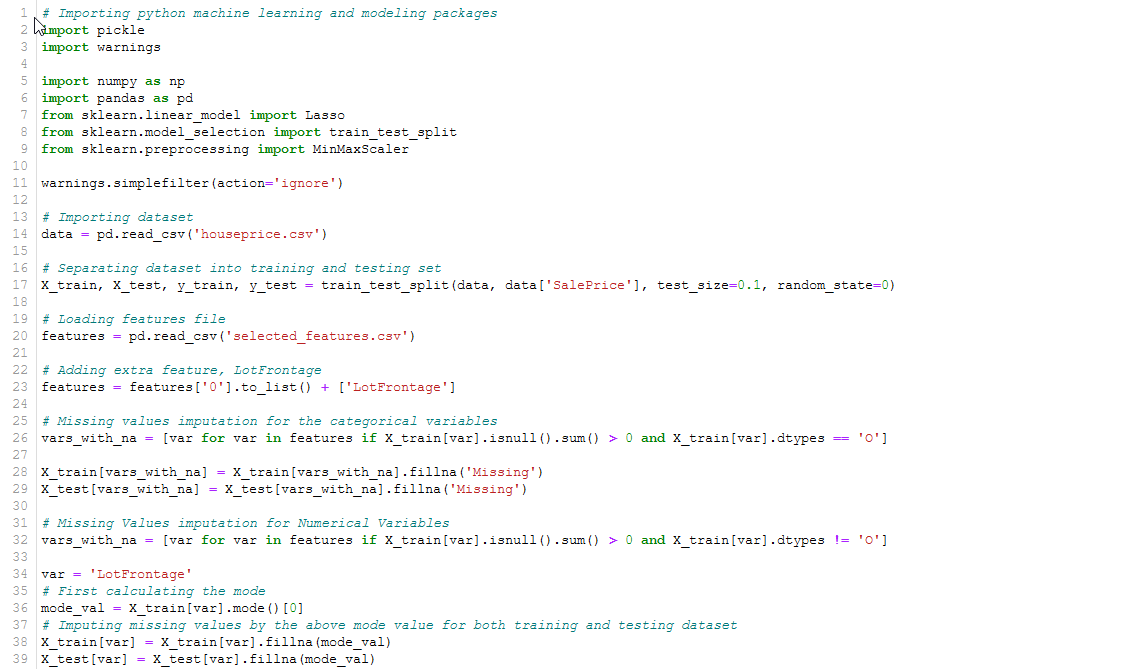 1 # Importing python machine learning and modeling packages
2 import pickle
3 import warnings
4
5 import numpy as np
6 import pandas as pd
7 from sklearn.linear_model import Lasso
8 from sklearn.model_selection import train_test_split
9 from sklearn.preprocessing import MinMaxScaler
10
11 warnings.simplefilter(action='ignore')
12
13 # Importing dataset
14 data = pd.read_csv('houseprice.csv')
15
16 # Separating dataset into training and testing set
17 X_train, X_test, y_train, y_test = train_test_split(data, data['SalePrice'], test_size=0.1, random_state=0)
18
19 # Loading features file
20 features = pd.read_csv('selected_features.csv')
21
22 # Adding extra feature, LotFrontage
23 features = features['0'].to_list() + ['LotFrontage']
24
25 # Missing values imputation for the categorical variables
26 vars_with_na = [var for var in features if X_train[var].isnull().sum() > 0 and X_train[var].dtypes == 'O']
27
28 X_train[vars_with_na] = X_train[vars_with_na].fillna('Missing')
29 X_test[vars_with_na] = X_test[vars_with_na].fillna('Missing')
30
31 # Missing Values imputation for Numerical Variables
32 vars_with_na = [var for var in features if X_train[var].isnull().sum() > 0 and X_train[var].dtypes != 'O']
33
34 var = 'LotFrontage'
35 # First calculating the mode
36 mode_val = X_train[var].mode()[0]
37 # Imputing missing values by the above mode value for both training and testing dataset
38 X_train[var] = X_train[var].fillna(mode_val)
39 X_test[var] = X_test[var].fillna(mode_val)